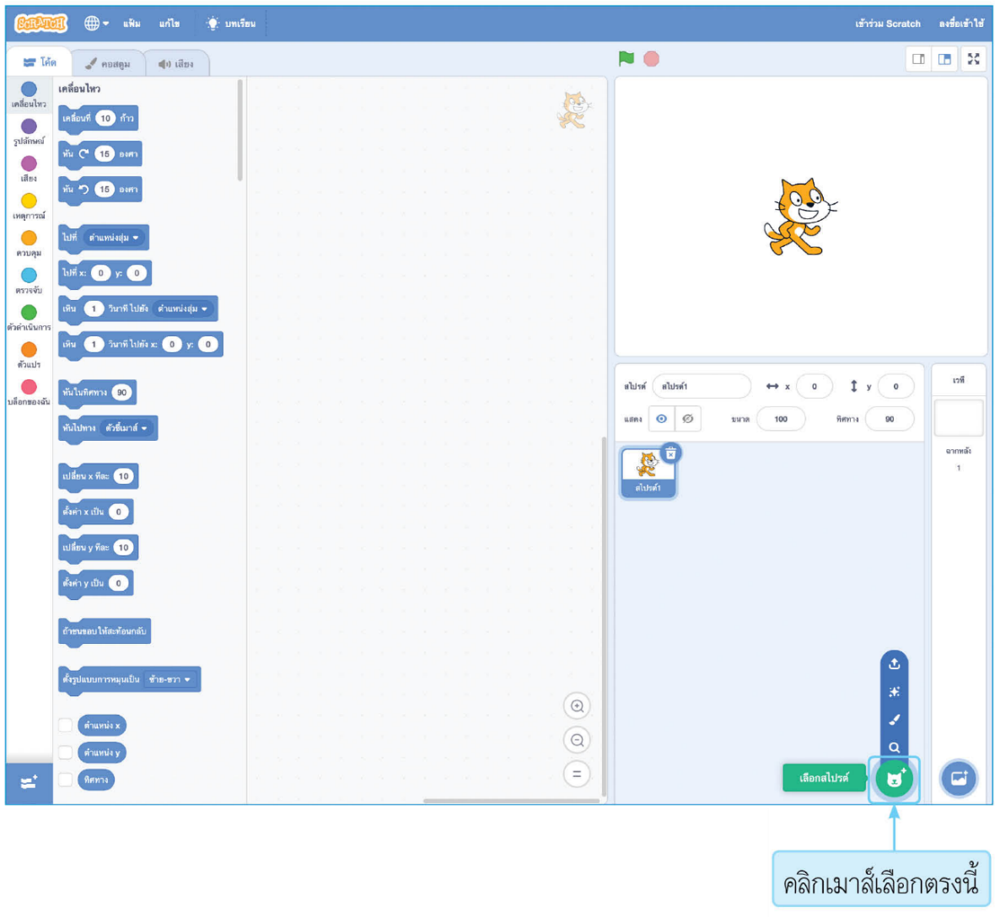 SCRATCH
แฟ้ม
แก้ไข
บทเรียน
เข้าร่วม Scratch
ลงชื่อเข้าใช้
โค้ด
คอสตูม
เสียง
เคลื่อนไหว
รูปลักษณ์
เสียง
เหตุการณ์
ควบคุม
ตรวจจับ
ตัวดำเนินการ
ตัวแปร
บล็อกของฉัน
เคลื่อนไหว
เคลื่อนที่ 10 ก้าว
หัน 15 องศา
หัน 15 องศา
ไปที่ ตำแหน่งสุ่ม
ไปที่ x: 0 y: 0
เหิน 1 วินาที ไปยัง ตำแหน่งสุ่ม
เหิน 1 วินาที ไปยัง x: 0 y: 0
หันในทิศทาง 90
หันไปทาง ตัวชี้เมาส์
เปลี่ยน x ทีละ 10
ตั้งค่า x เป็น 0
เปลี่ยน y ทีละ 10
ตั้งค่า y เป็น 0
ถ้าชนขอบ ให้สะท้อนกลับ
ตั้งรูปแบบการหมุนเป็น ซ้าย-ขวา
ตำแหน่ง x
ตำแหน่ง y
ทิศทาง
สไปรต์ สไปรต์1 x 0 y 0
แสดง ขนาด 100 ทิศทาง 90
สไปรต์1
เวที
ฉากหลัง
1
เลือกสไปรต์
คลิกเมาส์เลือกตรงนี้